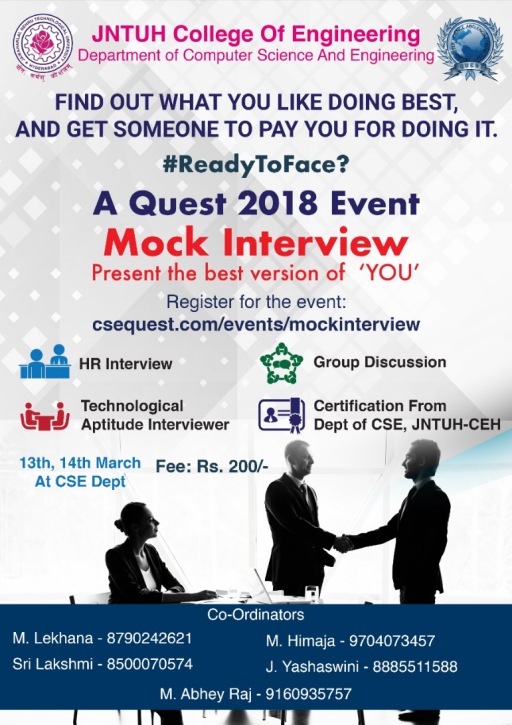 JNTUH College Of Engineering
Department of Computer Science And Engineering
FIND OUT WHAT YOU LIKE DOING BEST,
AND GET SOMEONE TO PAY YOU FOR DOING IT.
#ReadyToFace?
A Quest 2018 Event
Mock Interview
Present the best version of 'YOU'
Register for the event:
csequest.com/events/mockinterview
HR Interview
Group Discussion
Technological
Aptitude Interviewer
Certification From
Dept of CSE, JNTUH-CEH
13th, 14th March
At CSE Dept
Fee: Rs. 200/-
Co-Ordinators
M. Lekhana - 8790242621
M. Himaja - 9704073457
Sri Lakshmi - 8500070574
J. Yashaswini - 8885511588
M. Abhey Raj - 9160935757